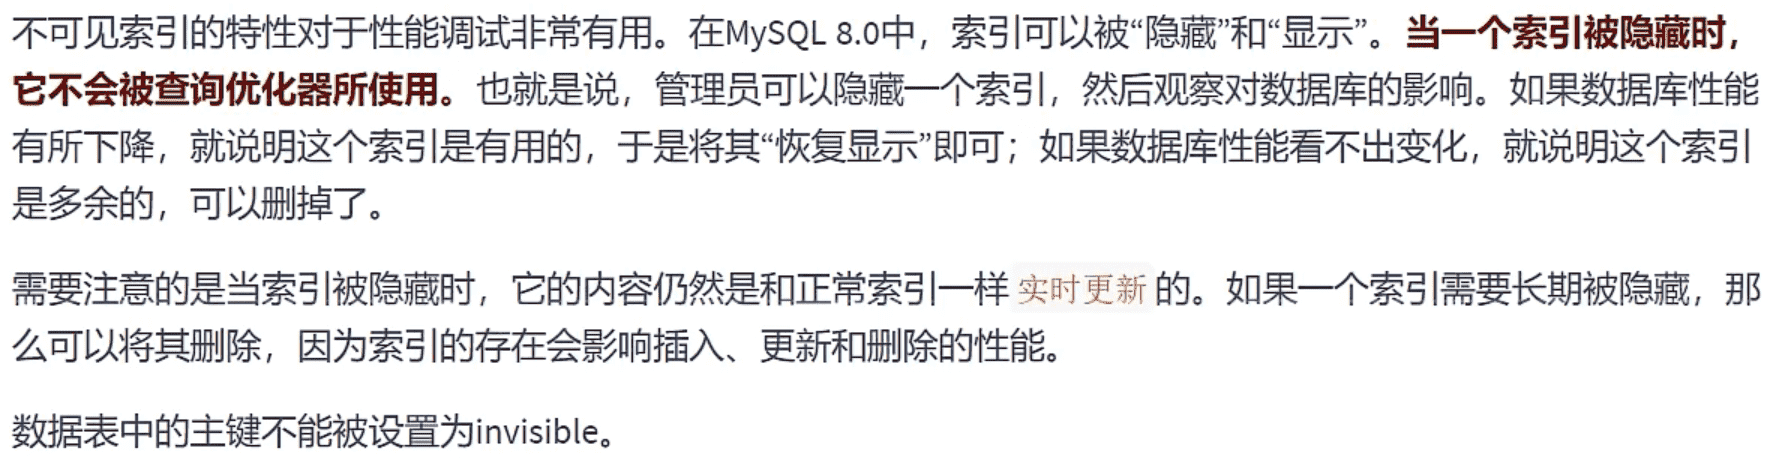 不可见索引的特性对于性能调试非常有用。在MySQL 8.0中，索引可以被“隐藏”和“显示”。当一个索引被隐藏时，
它不会被查询优化器所使用。也就是说，管理员可以隐藏一个索引，然后观察对数据库的影响。如果数据库性能
有所下降，就说明这个索引是有用的，于是将其“恢复显示”即可；如果数据库性能看不出变化，就说明这个索引
是多余的，可以删掉了。
需要注意的是当索引被隐藏时，它的内容仍然是和正常索引一样 实时更新 的。如果一个索引需要长期被隐藏，那
么可以将其删除，因为索引的存在会影响插入、更新和删除的性能。
数据表中的主键不能被设置为invisible。